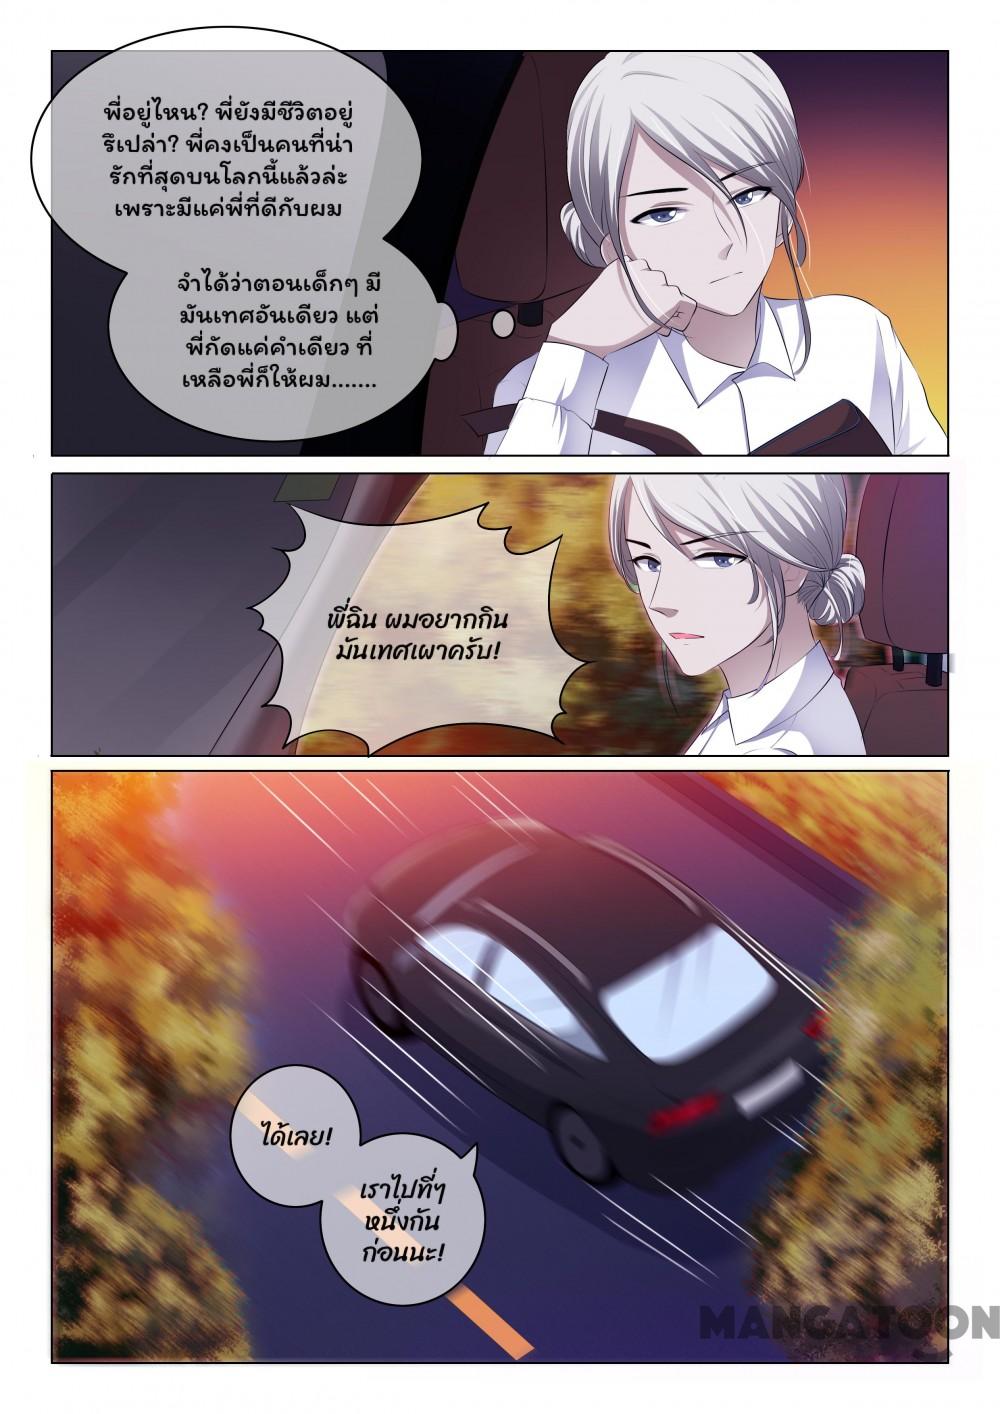 พี่อยู่ไหน? พี่ยังมีชีวิตอยู่
รึเปล่า? พี่คงเป็นคนที่น่า
รักที่สุดบนโลกนี้แล้วล่ะ
เพราะมีแค่พี่ที่ดีกับผม
จำได้ว่าตอนเด็กๆ มี
มันเทศอันเดียว แต่
พี่กัดแค่คำเดียว ที่
เหลือพี่ก็ให้ผม.......
พี่ฉิน ผมอยากกิน
มันเทศเผาครับ!
ได้เลย!
เราไปที่ๆ
หนึ่งกัน
ก่อนนะ!
MANGATOON